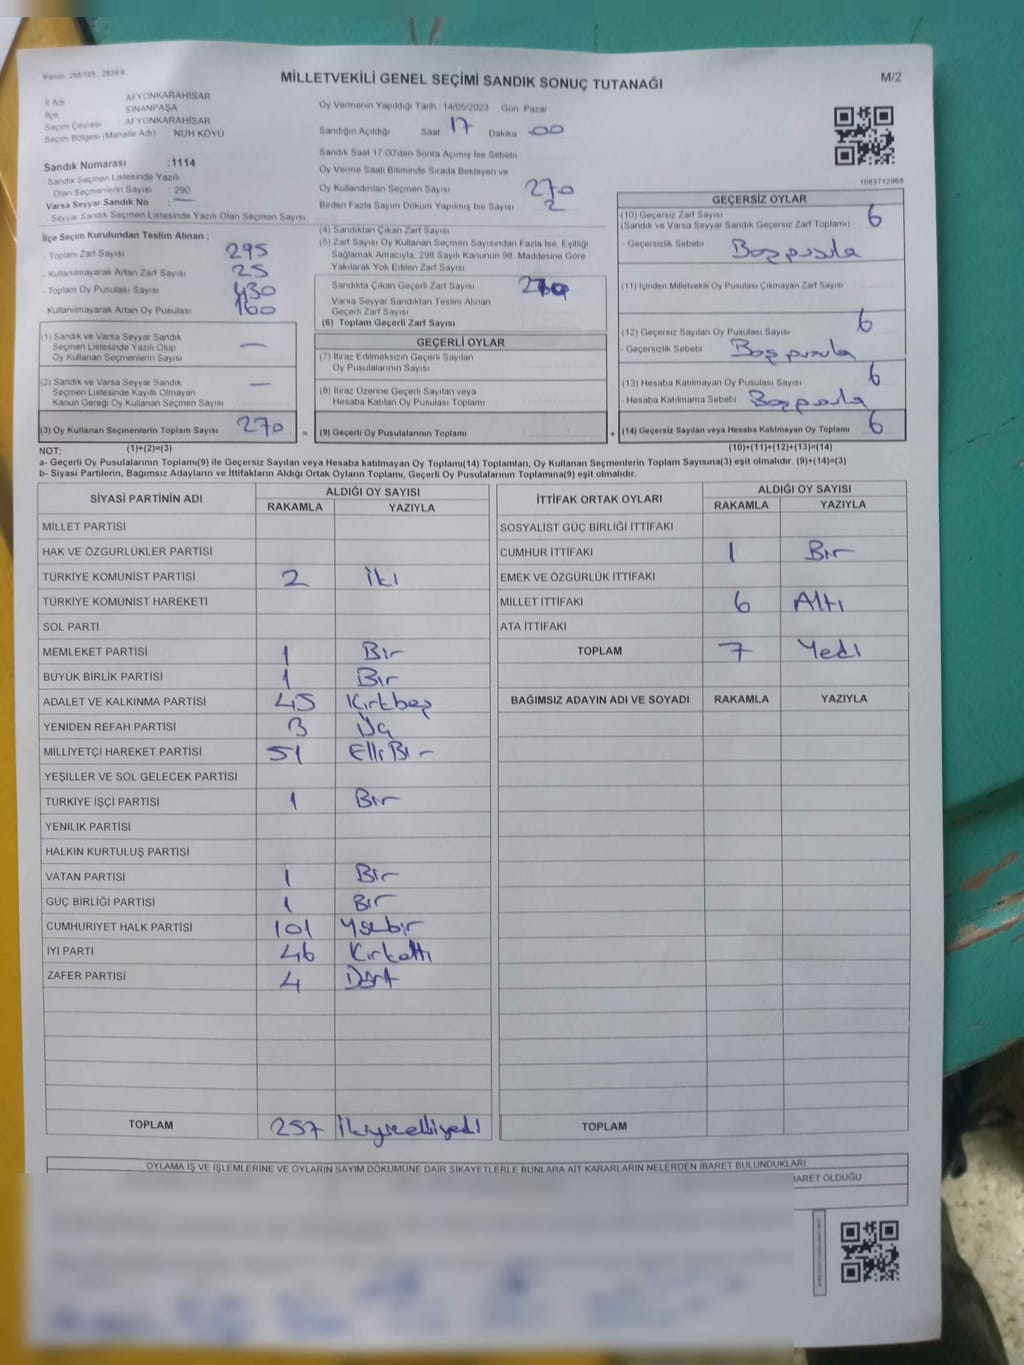 Kanun: 298/105 , 2839/4
MİLLETVEKİLİ GENEL SEÇİMİ SANDIK SONUÇ TUTANAĞI
M/2
İl Adı AFYONKARAHİSAR
İlçe SİNANPAŞA
Seçim Çevresi AFYONKARAHİSAR
Seçim Bölgesi (Mahalle Adı) NUH KÖYÜ
Oy Vermenin Yapıldığı Tarih 14/05/2023 Gün Pazar
Sandığın Açıldığı Saat 17 Dakika 00
Sandık Saat 17.00'den Sonra Açılmış İse Sebebi
Oy Verme Saati Bitiminde Sırada Bekleyen ve
Oy Kullandırılan Seçmen Sayısı 270
Birden Fazla Sayım Döküm Yapılmış İse Sayısı 2
Sandık Numarası :1114
- Sandık Seçmen Listesinde Yazılı
Olan Seçmenlerin Sayısı : 290
Varsa Seyyar Sandık No : —
- Seyyar Sandık Seçmen Listesinde Yazılı Olan Seçmen Sayısı
İlçe Seçim Kurulundan Teslim Alınan :
- Toplam Zarf Sayısı 295
- Kullanılmayarak Artan Zarf Sayısı 25
- Toplam Oy Pusulası Sayısı 430
- Kullanılmayarak Artan Oy Pusulası 160
(1) Sandık ve Varsa Seyyar Sandık
Seçmen Listesinde Yazılı Olup
Oy Kullanan Seçmenlerin Sayısı —
(2) Sandık ve Varsa Seyyar Sandık
Seçmen Listesinde Kayıtlı Olmayan
Kanun Gereği Oy Kullanan Seçmen Sayısı —
(3) Oy Kullanan Seçmenlerin Toplam Sayısı 270 =
(4) Sandıktan Çıkan Zarf Sayısı
(5) Zarf Sayısı Oy Kullanan Seçmen Sayısından Fazla İse, Eşitliği
Sağlamak Amacıyla, 298 Sayılı Kanunun 98. Maddesine Göre
Yakılarak Yok Edilen Zarf Sayısı
Sandıkta Çıkan Geçerli Zarf Sayısı
Varsa Seyyar Sandıktan Teslim Alınan
Geçerli Zarf Sayısı
(6) Toplam Geçerli Zarf Sayısı
GEÇERLİ OYLAR
(7) İtiraz Edilmeksizin Geçerli Sayılan
Oy Pusulalarının Sayısı
(8) İtiraz Üzerine Geçerli Sayılan veya
Hesaba Katılan Oy Pusulası Toplamı
(9) Geçerli Oy Pusulalarının Toplamı +
1083712968
GEÇERSİZ OYLAR
(10) Geçersiz Zarf Sayısı 6
(Sandık ve Varsa Seyyar Sandık Geçersiz Zarf Toplamı)
- Geçersizlik Sebebi Boş pusula
(11) İçinden Milletvekili Oy Pusulası Çıkmayan Zarf Sayısı
(12) Geçersiz Sayılan Oy Pusulası Sayısı 6
- Geçersizlik Sebebi Boş pusula
(13) Hesaba Katılmayan Oy Pusulası Sayısı 6
- Hesaba Katılmama Sebebi Boş pusula
(14) Geçersiz Sayılan veya Hesaba Katılmayan Oy Toplamı 6
NOT: (1)+(2)=(3) (10)+(11)+(12)+(13)=(14)
a- Geçerli Oy Pusulalarının Toplamı(9) ile Geçersiz Sayılan veya Hesaba katılmayan Oy Toplamı(14) Toplamları, Oy Kullanan Seçmenlerin Toplam Sayısına(3) eşit olmalıdır. (9)+(14)=(3)
b- Siyasi Partilerin, Bağımsız Adayların ve İttifakların Aldığı Ortak Oyların Toplamı, Geçerli Oy Pusulalarının Toplamına(9) eşit olmalıdır.
SİYASİ PARTİNİN ADI ALDIĞI OY SAYISI
RAKAMLA YAZIYLA
MİLLET PARTİSİ
HAK VE ÖZGÜRLÜKLER PARTİSİ
TÜRKİYE KOMÜNİST PARTİSİ 2 İki
TÜRKİYE KOMÜNİST HAREKETİ
SOL PARTİ
MEMLEKET PARTİSİ 1 Bir
BÜYÜK BİRLİK PARTİSİ 1 Bir
ADALET VE KALKINMA PARTİSİ 45 Kırkbeş
YENİDEN REFAH PARTİSİ 3 Üç
MİLLİYETÇİ HAREKET PARTİSİ 51 Elli Bir
YEŞİLLER VE SOL GELECEK PARTİSİ
TÜRKİYE İŞÇİ PARTİSİ 1 Bir
YENİLİK PARTİSİ
HALKIN KURTULUŞ PARTİSİ
VATAN PARTİSİ 1 Bir
GÜÇ BİRLİĞİ PARTİSİ 1 Bir
CUMHURİYET HALK PARTİSİ 101 Yüzbir
İYİ PARTİ 46 Kırkaltı
ZAFER PARTİSİ 4 Dört
TOPLAM 257 İkiyüzelliyedi
İTTİFAK ORTAK OYLARI ALDIĞI OY SAYISI
RAKAMLA YAZIYLA
SOSYALİST GÜÇ BİRLİĞİ İTTİFAKI
CUMHUR İTTİFAKI 1 Bir
EMEK VE ÖZGÜRLÜK İTTİFAKI
MİLLET İTTİFAKI 6 Altı
ATA İTTİFAKI
TOPLAM 7 Yedi
BAĞIMSIZ ADAYIN ADI VE SOYADI RAKAMLA YAZIYLA
TOPLAM
OYLAMA İŞ VE İŞLEMLERİNE VE OYLARIN SAYIM DÖKÜMÜNE DAİR ŞİKAYETLERLE BUNLARA AİT KARARLARIN NELERDEN İBARET BULUNDUKLARI
İBARET OLDUĞU